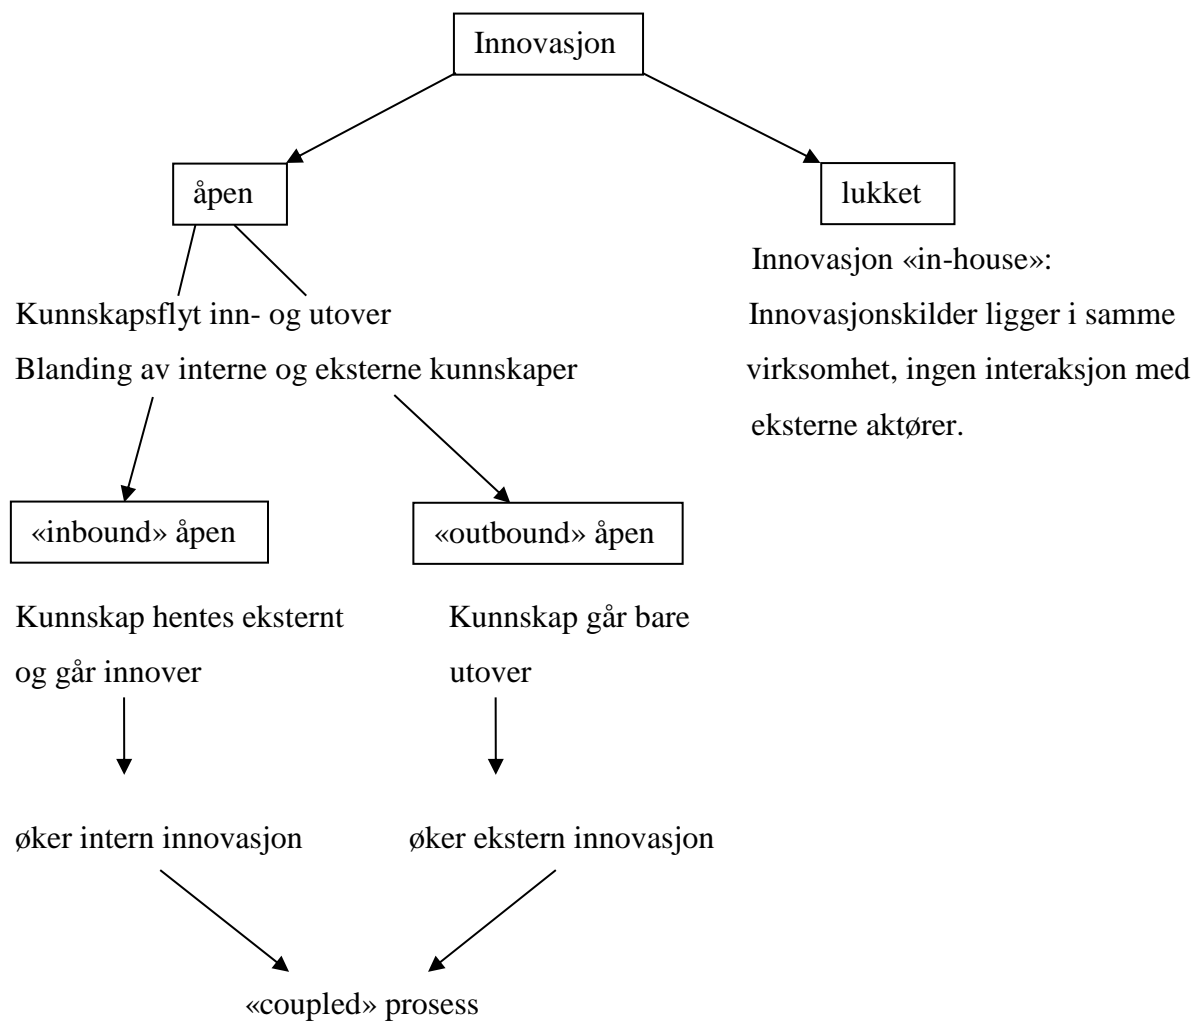 Innovasjon
åpen
lukket
Kunnskapsflyt inn- og utover
Blanding av interne og eksterne kunnskaper
Innovasjon «in-house»:
Innovasjonskilder ligger i samme
virksomhet, ingen interaksjon med
eksterne aktører.
«inbound» åpen
«outbound» åpen
Kunnskap hentes eksternt
og går innover
Kunnskap går bare
utover
øker intern innovasjon
øker ekstern innovasjon
«coupled» prosess